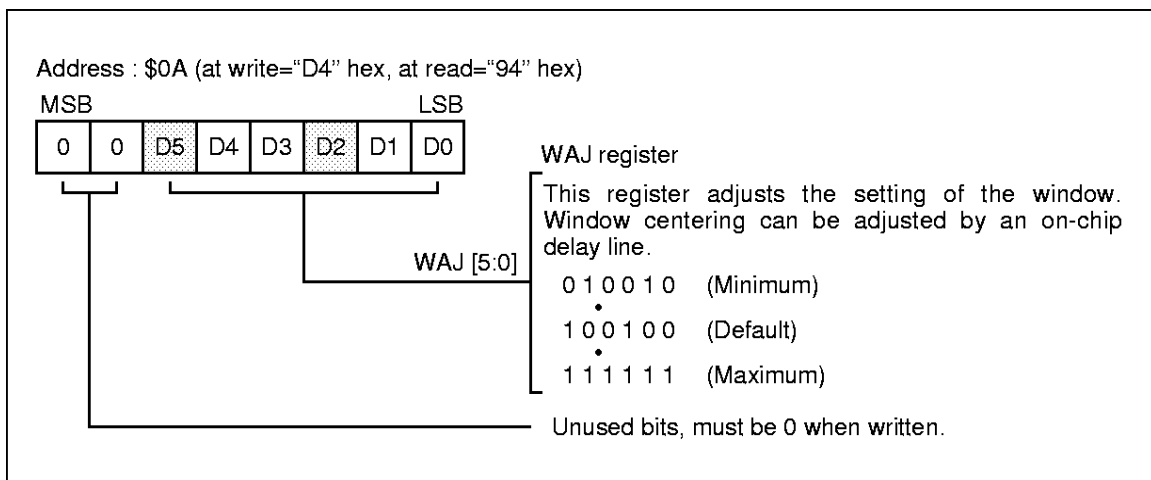 Address : $0A (at write=“D4” hex, at read=“94” hex)
MSB LSB
0 0 D5 D4 D3 D2 D1 D0
WAJ register
This register adjusts the setting of the window.
Window centering can be adjusted by an on-chip
delay line.
WAJ [5:0]
0 1 0 0 1 0 (Minimum)
1 0 0 1 0 0 (Default)
1 1 1 1 1 1 (Maximum)
Unused bits, must be 0 when written.